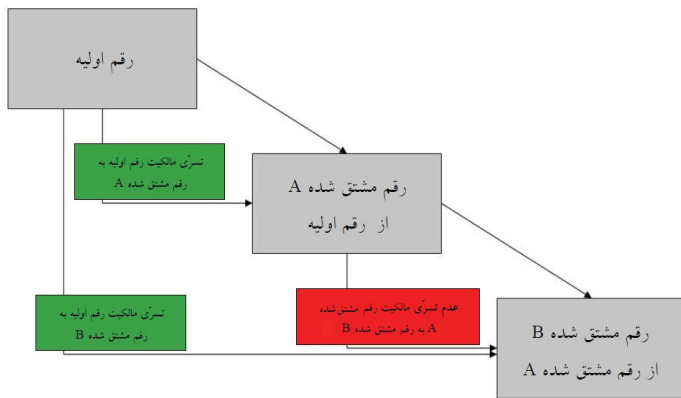 رقم اولیه
تسرّی مالکیت رقم اولیه به
رقم مشتق شده A
رقم مشتق شده A
از رقم اولیه
تسرّی مالکیت رقم اولیه به
رقم مشتق شده B
عدم تسرّی مالکیت رقم مشتق‌شده
A به رقم مشتق شده B
رقم مشتق شده B
از رقم مشتق شده A